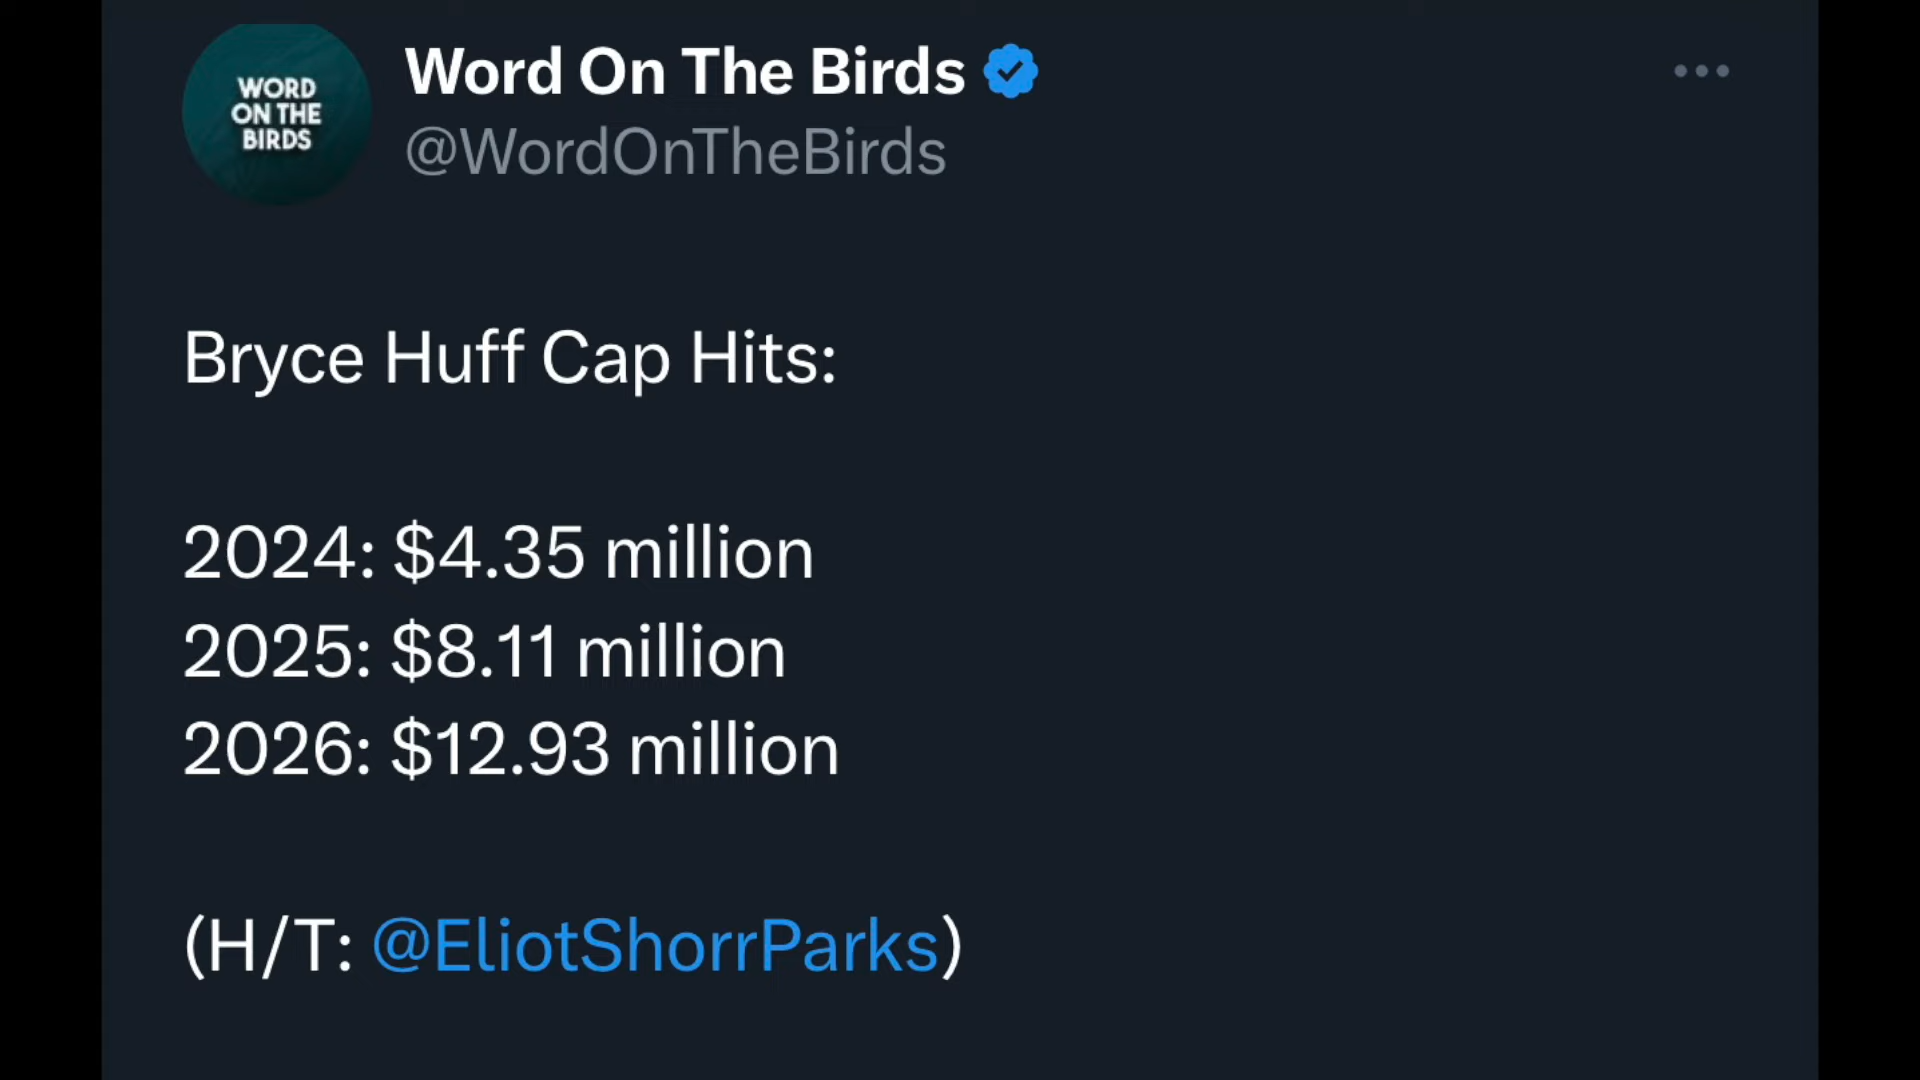 WORD
ON THE
BIRDS
Word On The Birds
@WordOnTheBirds
Bryce Huff Cap Hits:
2024: $4.35 million
2025: $8.11 million
2026: $12.93 million
(H/T: @EliotShorrParks)